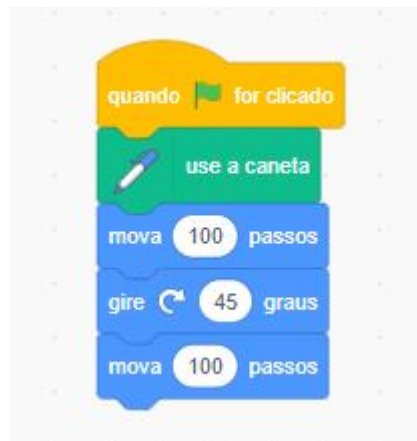 quando for clicado
use a caneta
mova 100 passos
gire 45 graus
mova 100 passos